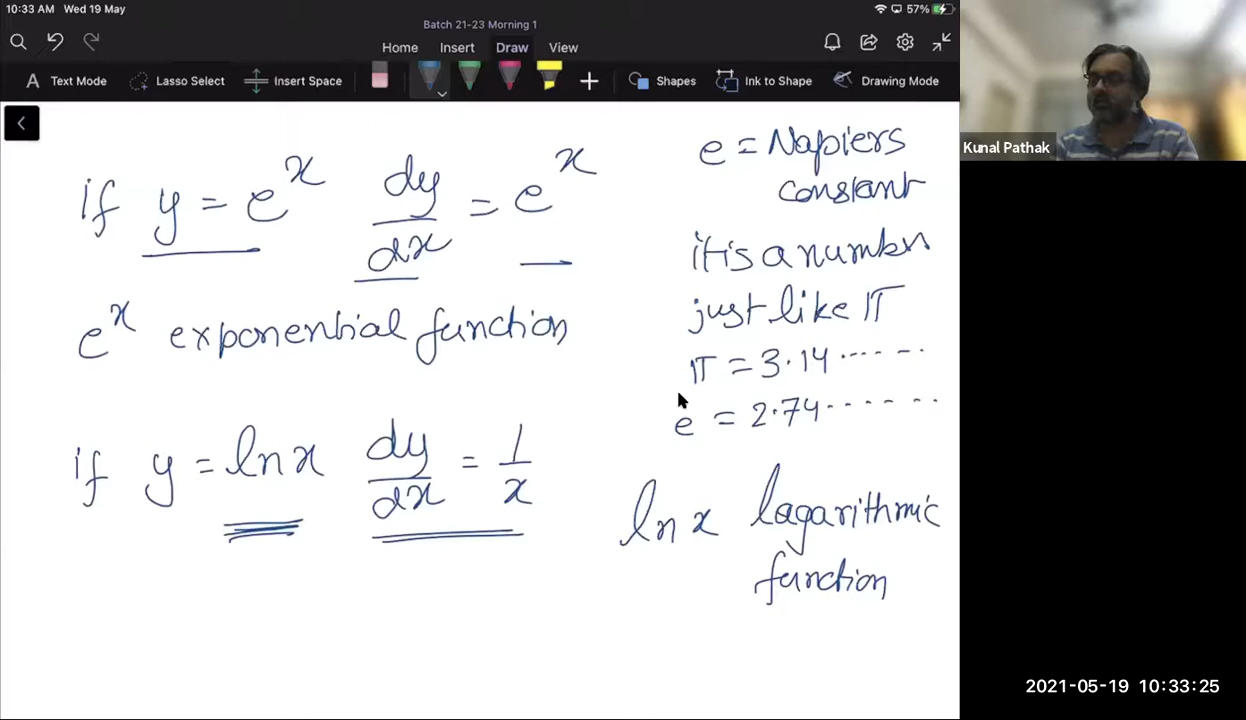 10:33 AM Wed 19 May
57%
Batch 21-23 Morning 1
Home Insert Draw View
Text Mode Lasso Select Insert Space Shapes Ink to Shape Drawing Mode
Kunal Pathak
if y = e^x dy/dx = e^x
e^x exponential function
if y = ln x dy/dx = 1/x
e = Napiers
constant
it is a number
just like π
π = 3.14.......
e = 2.74.......
ln x lagarithmic
function
2021-05-19 10:33:25